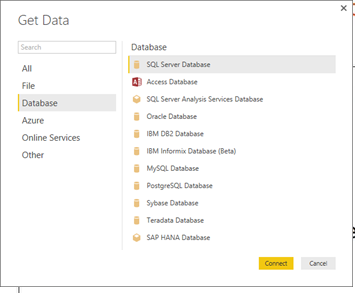 Get Data
Search
All
File
Database
Azure
Online Services
Other
Database
SQL Server Database
Access Database
SQL Server Analysis Services Database
Oracle Database
IBM DB2 Database
IBM Informix Database (Beta)
MySQL Database
PostgreSQL Database
Sybase Database
Teradata Database
SAP HANA Database
Connect
Cancel